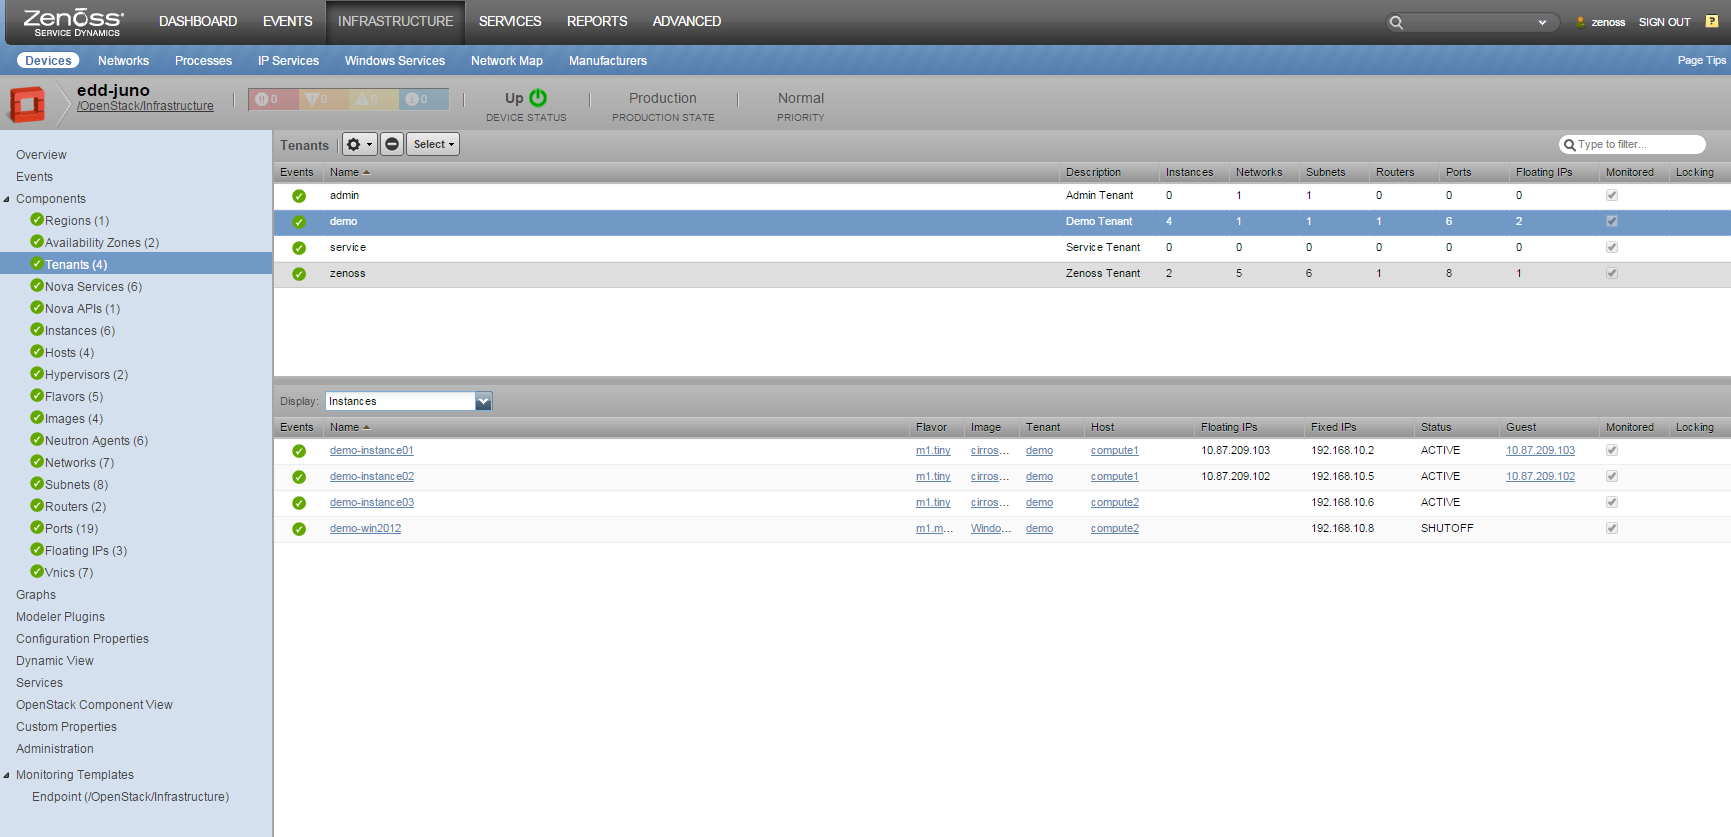 Zenoss DASHBOARD EVENTS INFRASTRUCTURE SERVICES REPORTS ADVANCED zenoss SIGN OUT ?
SERVICE DYNAMICS
Devices Networks Processes IP Services Windows Services Network Map Manufacturers Page Tips
edd-juno
/OpenStack/Infrastructure
0 0 0 0
Up
DEVICE STATUS
Production
PRODUCTION STATE
Normal
PRIORITY
Overview
Events
Components
Regions (1)
Availability Zones (2)
Tenants (4)
Nova Services (6)
Nova APIs (1)
Instances (6)
Hosts (4)
Hypervisors (2)
Flavors (5)
Images (4)
Neutron Agents (6)
Networks (7)
Subnets (8)
Routers (2)
Ports (19)
Floating IPs (3)
Vnics (7)
Graphs
Modeler Plugins
Configuration Properties
Dynamic View
Services
OpenStack Component View
Custom Properties
Administration
Monitoring Templates
Endpoint (/OpenStack/Infrastructure)
Tenants Select Type to filter...
Events Name Description Instances Networks Subnets Routers Ports Floating IPs Monitored Locking
admin Admin Tenant 0 1 1 0 0 0
demo Demo Tenant 4 1 1 1 6 2
service Service Tenant 0 0 0 0 0 0
zenoss Zenoss Tenant 2 5 6 1 8 1
Display: Instances
Events Name Flavor Image Tenant Host Floating IPs Fixed IPs Status Guest Monitored Locking
demo-instance01 m1.tiny cirros... demo compute1 10.87.209.103 192.168.10.2 ACTIVE 10.87.209.103
demo-instance02 m1.tiny cirros... demo compute1 10.87.209.102 192.168.10.5 ACTIVE 10.87.209.102
demo-instance03 m1.tiny cirros... demo compute2 192.168.10.6 ACTIVE
demo-win2012 m1.m... Windo... demo compute2 192.168.10.8 SHUTOFF